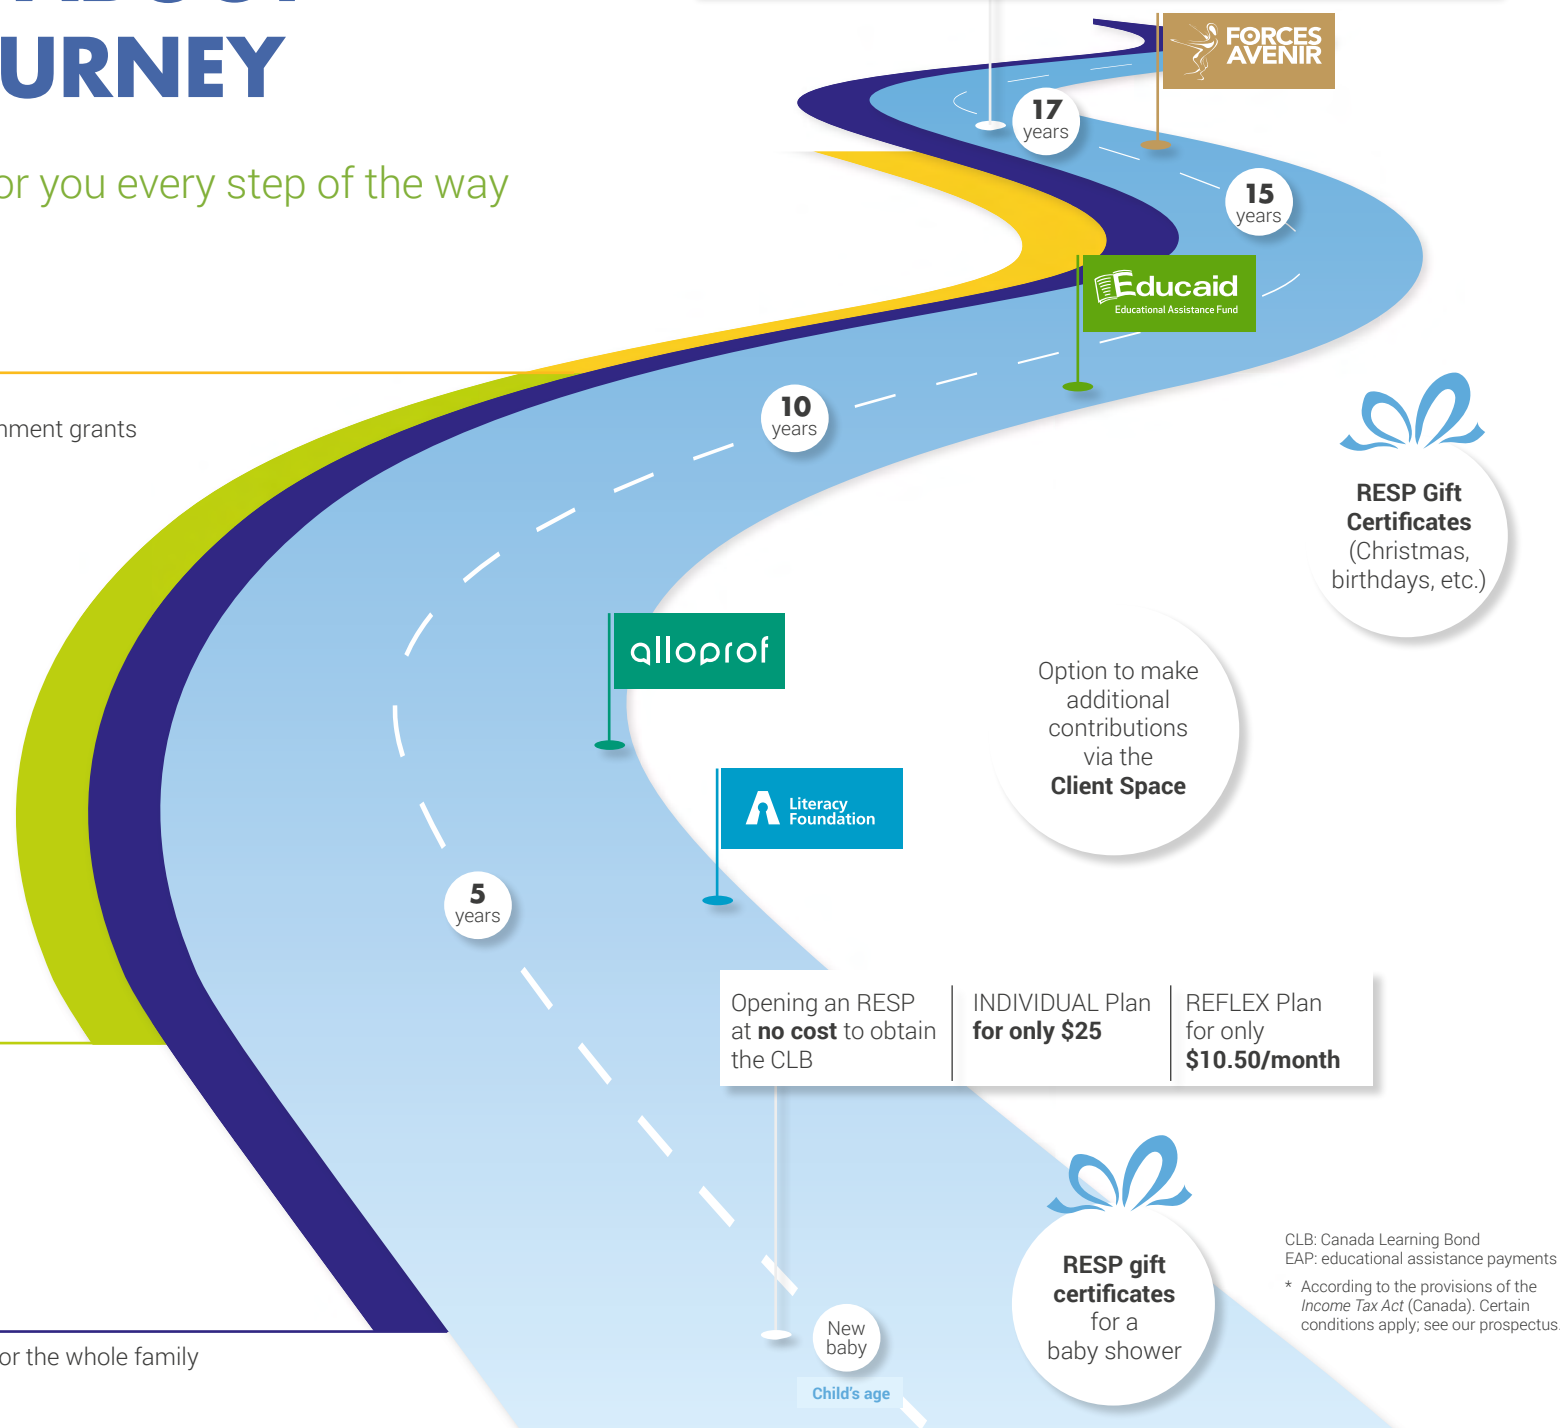 URNEY
or you every step of the way
FORCES
AVENIR
17
years
15
years
Educaid
Educational Assistance Fund
10
years
nment grants
RESP Gift
Certificates
(Christmas,
birthdays, etc.)
alloprof
Option to make
additional
contributions
via the
Client Space
Literacy
Foundation
5
years
Opening an RESP
at no cost to obtain
the CLB
INDIVIDUAL Plan
for only $25
REFLEX Plan
for only
$10.50/month
RESP gift
certificates
for a
baby shower
CLB: Canada Learning Bond
EAP: educational assistance payments
* According to the provisions of the
Income Tax Act (Canada). Certain
conditions apply; see our prospectus.
New
baby
Child's age
or the whole family